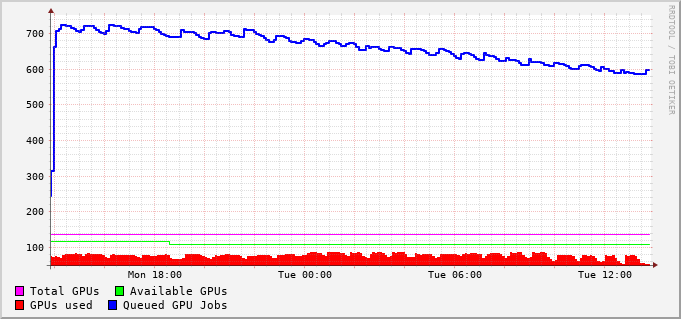 700
600
500
400
300
200
100
Mon 18:00 Tue 00:00 Tue 06:00 Tue 12:00
Total GPUs Available GPUs
GPUs used Queued GPU Jobs
RRDTOOL / TOBI OETIKER